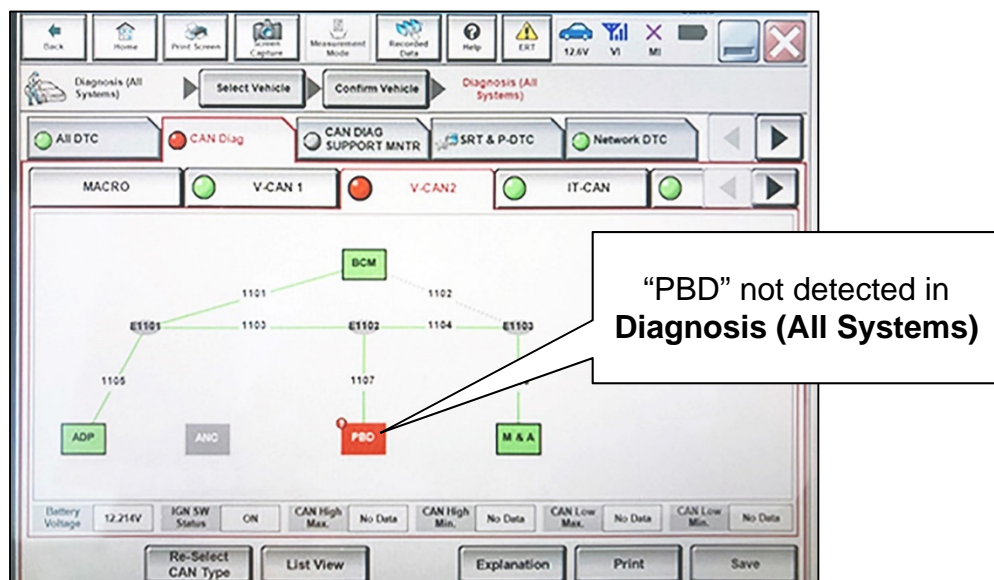 Back
Home
Print Screen
Screen Capture
Measurement Mode
Recorded Data
Help
ERT
12.6V
VI
MI
Diagnosis (All Systems)
Select Vehicle
Confirm Vehicle
Diagnosis (All Systems)
All DTC
CAN Diag
CAN DIAG SUPPORT MNTR
SRT & P-DTC
Network DTC
MACRO
V-CAN 1
V-CAN2
IT-CAN
BCM
1101
1102
E1101
1103
E1102
1104
E1103
1105
1107
ADP
ANC
PBD
M & A
“PBD” not detected in
Diagnosis (All Systems)
Battery Voltage
12.214V
IGN SW Status
ON
CAN High Max.
No Data
CAN High Min.
No Data
CAN Low Max.
No Data
CAN Low Min.
No Data
Re-Select CAN Type
List View
Explanation
Print
Save